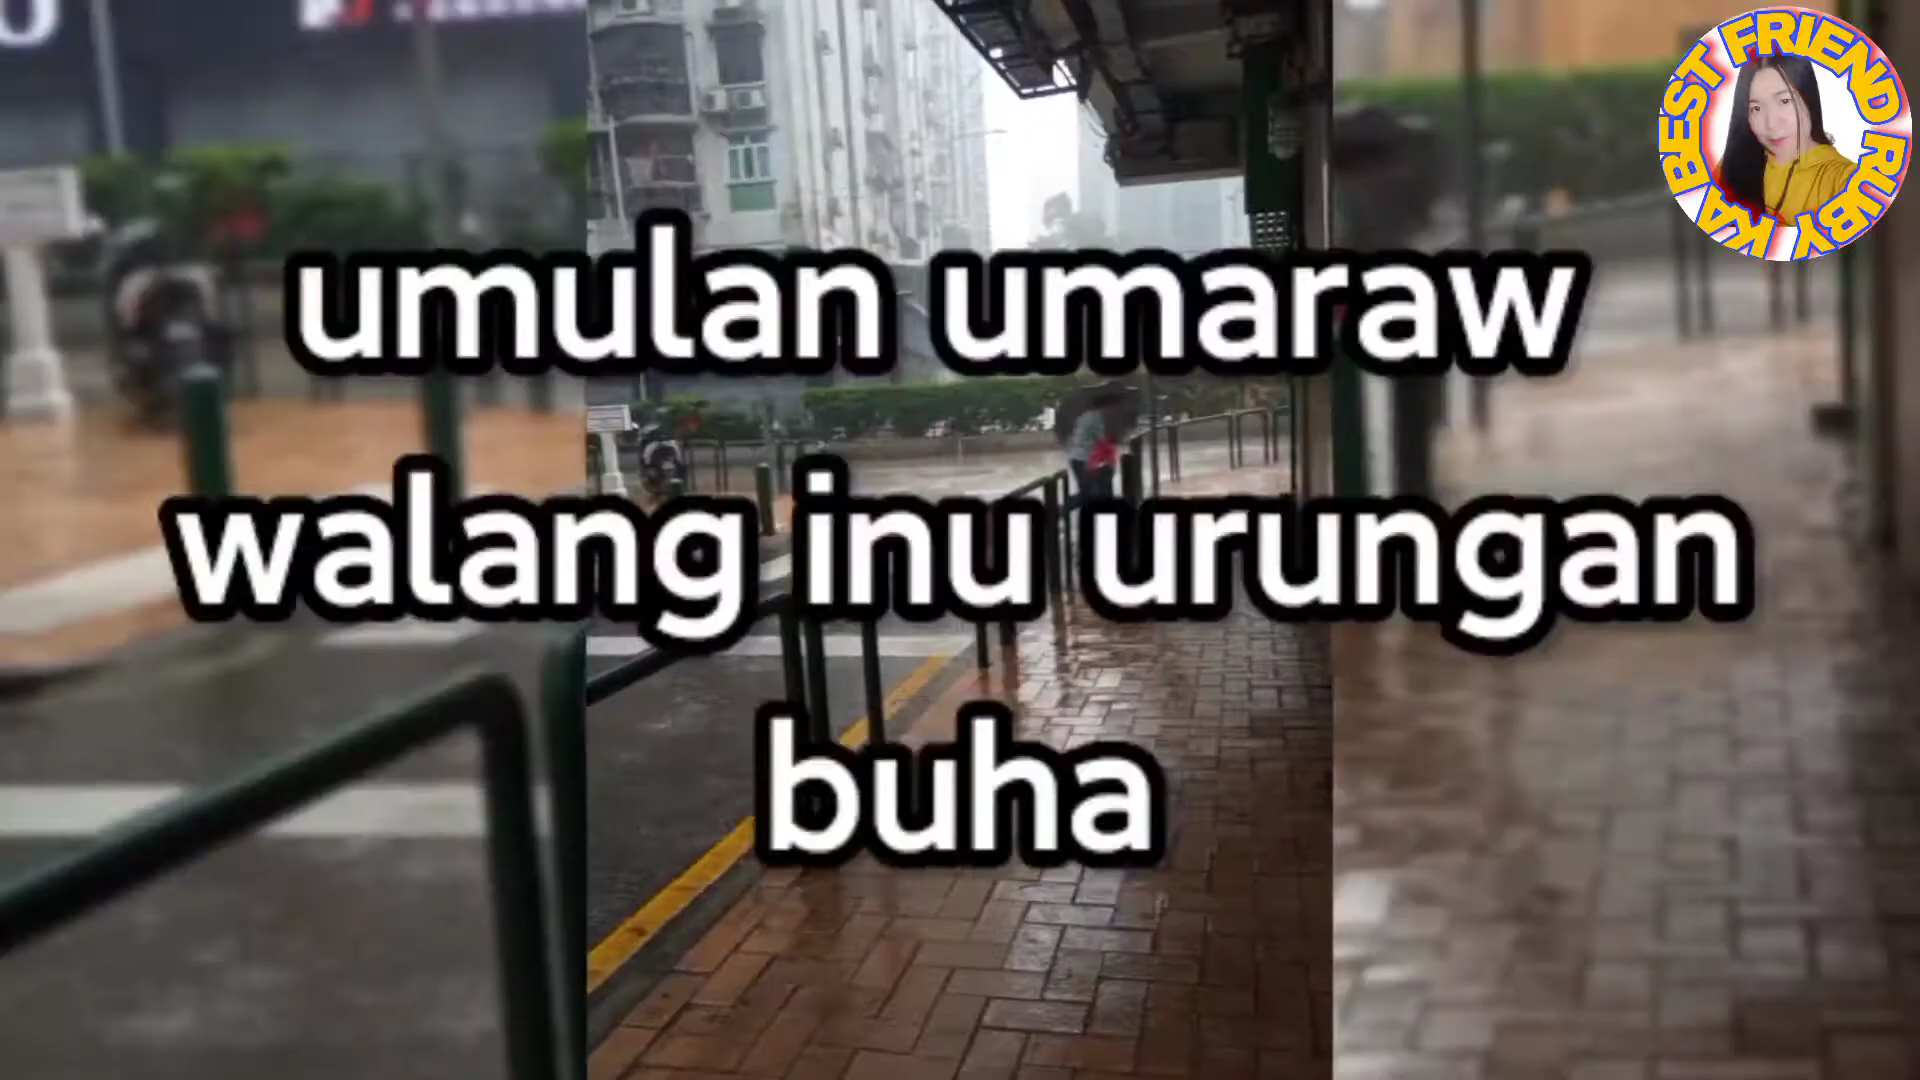 umulan umaraw
walang inu urungan
buha
KA BEST FRIEND RUBY